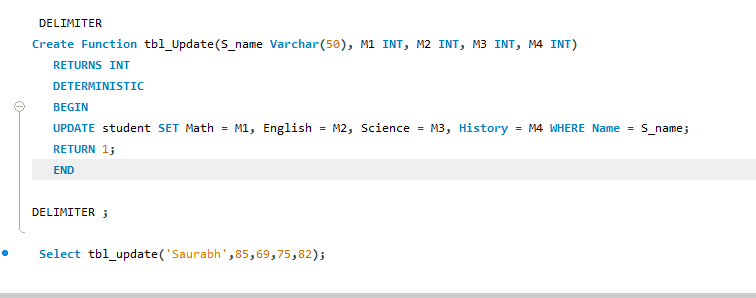 DELIMITER
Create Function tbl_Update(S_name Varchar(50), M1 INT, M2 INT, M3 INT, M4 INT)
RETURNS INT
DETERMINISTIC
BEGIN
UPDATE student SET Math = M1, English = M2, Science = M3, History = M4 WHERE Name = S_name;
RETURN 1;
END
DELIMITER ;
Select tbl_update('Saurabh',85,69,75,82);